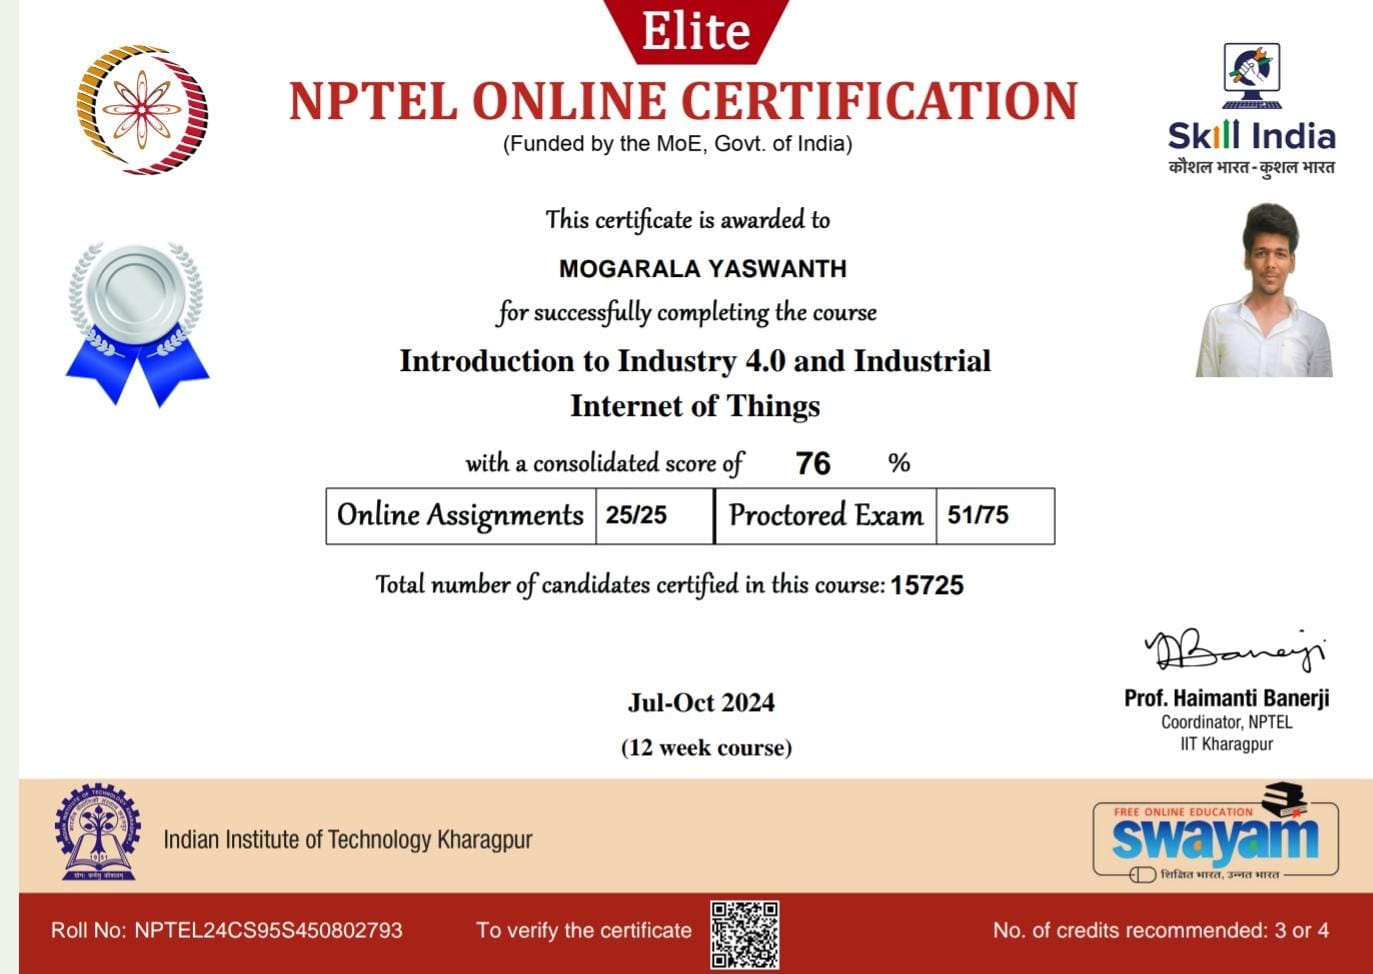 Elite
NPTEL ONLINE CERTIFICATION
(Funded by the MoE, Govt. of India)
Skill India
कौशल भारत - कुशल भारत
This certificate is awarded to
MOGARALA YASWANTH
for successfully completing the course
Introduction to Industry 4.0 and Industrial
Internet of Things
with a consolidated score of 76 %
Online Assignments 25/25 Proctored Exam 51/75
Total number of candidates certified in this course: 15725
Jul-Oct 2024
(12 week course)
Prof. Haimanti Banerji
Coordinator, NPTEL
IIT Kharagpur
Indian Institute of Technology Kharagpur
FREE ONLINE EDUCATION
swayam
शिक्षित भारत, उन्नत भारत
Roll No: NPTEL24CS95S450802793
To verify the certificate
No. of credits recommended: 3 or 4